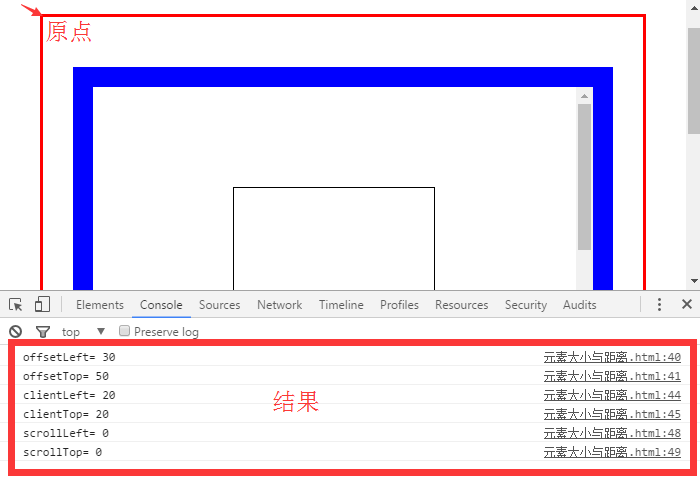 原点
Elements Console Sources Network Timeline Profiles Resources Security Audits
top Preserve log
offsetLeft= 30 元素大小与距离.html:40
offsetTop= 50 元素大小与距离.html:41
clientLeft= 20 元素大小与距离.html:44
clientTop= 20 元素大小与距离.html:45
scrollLeft= 0 元素大小与距离.html:48
scrollTop= 0 元素大小与距离.html:49
结果